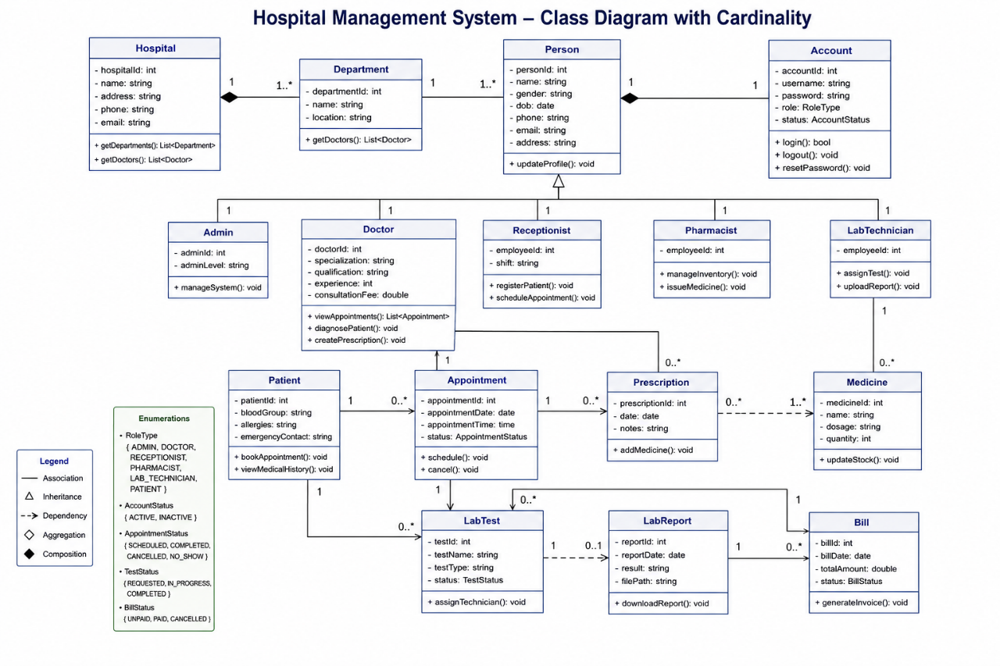 Hospital Management System – Class Diagram with Cardinality
Hospital
- hospitalId: int
- name: string
- address: string
- phone: string
- email: string
+ getDepartments(): List<Department>
+ getDoctors(): List<Doctor>
1
1..*
Department
- departmentId: int
- name: string
- location: string
+ getDoctors(): List<Doctor>
1
1..*
Person
- personId: int
- name: string
- gender: string
- dob: date
- phone: string
- email: string
- address: string
+ updateProfile(): void
1
1
Account
- accountId: int
- username: string
- password: string
- role: RoleType
- status: AccountStatus
+ login(): bool
+ logout(): void
+ resetPassword(): void
1
1
1
1
1
Admin
- adminId: int
- adminLevel: string
+ manageSystem(): void
Doctor
- doctorId: int
- specialization: string
- qualification: string
- experience: int
- consultationFee: double
+ viewAppointments(): List<Appointment>
+ diagnosePatient(): void
+ createPrescription(): void
Receptionist
- employeeId: int
- shift: string
+ registerPatient(): void
+ scheduleAppointment(): void
Pharmacist
- employeeId: int
+ manageInventory(): void
+ issueMedicine(): void
LabTechnician
- employeeId: int
+ assignTest(): void
+ uploadReport(): void
1
0..*
1
0..*
Patient
- patientId: int
- bloodGroup: string
- allergies: string
- emergencyContact: string
+ bookAppointment(): void
+ viewMedicalHistory(): void
1
0..*
Appointment
- appointmentId: int
- appointmentDate: date
- appointmentTime: time
- status: AppointmentStatus
+ schedule(): void
+ cancel(): void
1
0..*
Prescription
- prescriptionId: int
- date: date
- notes: string
+ addMedicine(): void
0..*
1..*
Medicine
- medicineId: int
- name: string
- dosage: string
- quantity: int
+ updateStock(): void
1
0..*
1
0..*
1
LabTest
- testId: int
- testName: string
- testType: string
- status: TestStatus
+ assignTechnician(): void
1
0..1
LabReport
- reportId: int
- reportDate: date
- result: string
- filePath: string
+ downloadReport(): void
1
0..*
Bill
- billId: int
- billDate: date
- totalAmount: double
- status: BillStatus
+ generateInvoice(): void
Legend
Association
Inheritance
Dependency
Aggregation
Composition
Enumerations
• RoleType
{ ADMIN, DOCTOR,
RECEPTIONIST,
PHARMACIST,
LAB_TECHNICIAN,
PATIENT }
• AccountStatus
{ ACTIVE, INACTIVE }
• AppointmentStatus
{ SCHEDULED, COMPLETED,
CANCELLED, NO_SHOW }
• TestStatus
{ REQUESTED, IN_PROGRESS,
COMPLETED }
• BillStatus
{ UNPAID, PAID, CANCELLED }